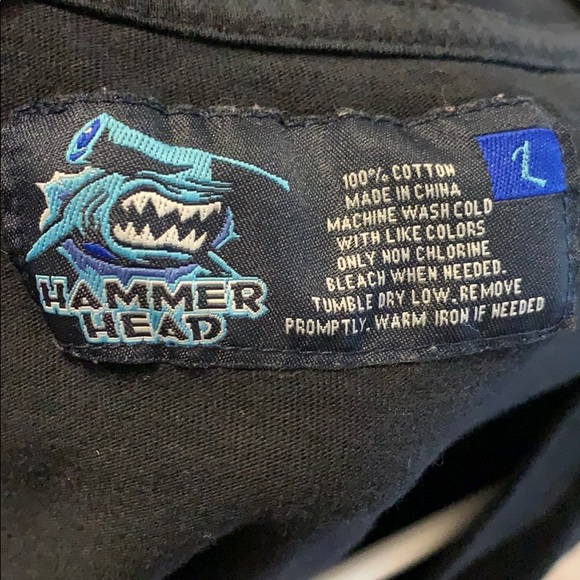 HAMMER
HEAD
100% COTTON
MADE IN CHINA
MACHINE WASH COLD
WITH LIKE COLORS
ONLY NON CHLORINE
BLEACH WHEN NEEDED.
TUMBLE DRY LOW. REMOVE
PROMPTLY. WARM IRON IF NEEDED
L